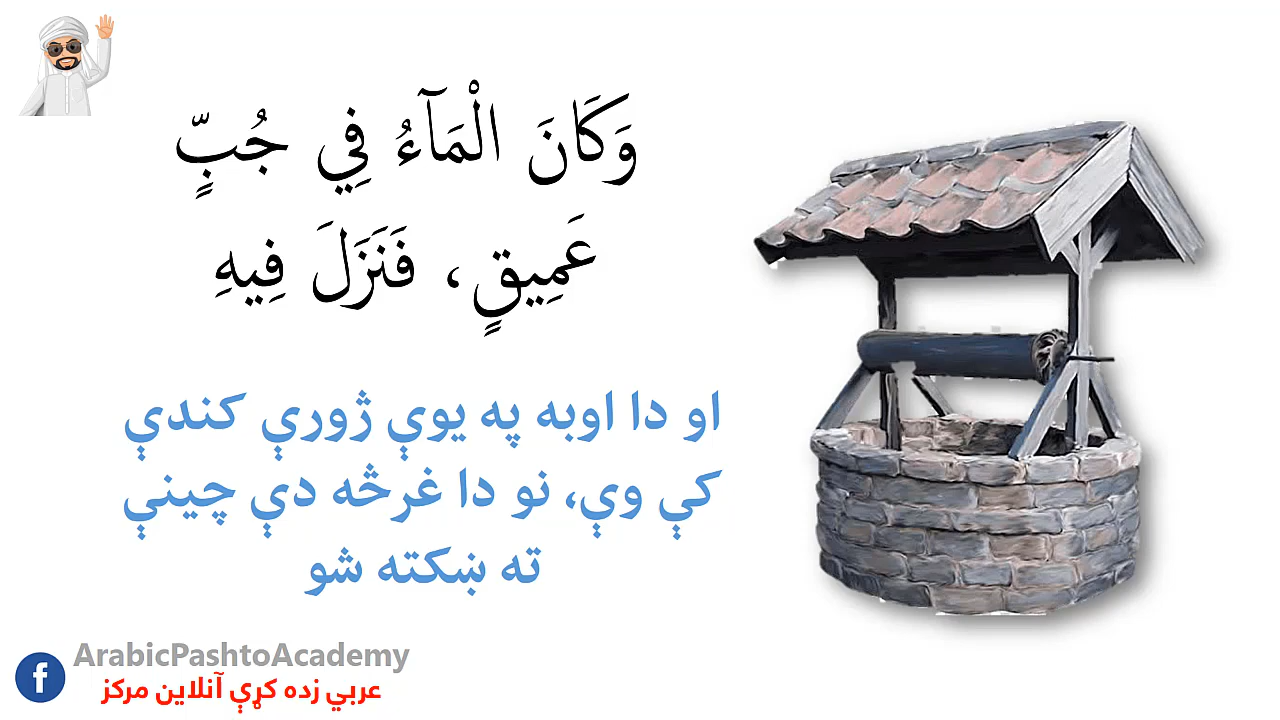 وَكَانَ الْمَآءُ فِي جُبٍّ
عَمِيقٍ، فَنَزَلَ فِيهِ
او دا اوبه په يوې ژورې کندې
کې وې، نو دا غرڅه دې چينې
ته ښکته شو
ArabicPashtoAcademy
عربي زده کړې آنلاين مرکز